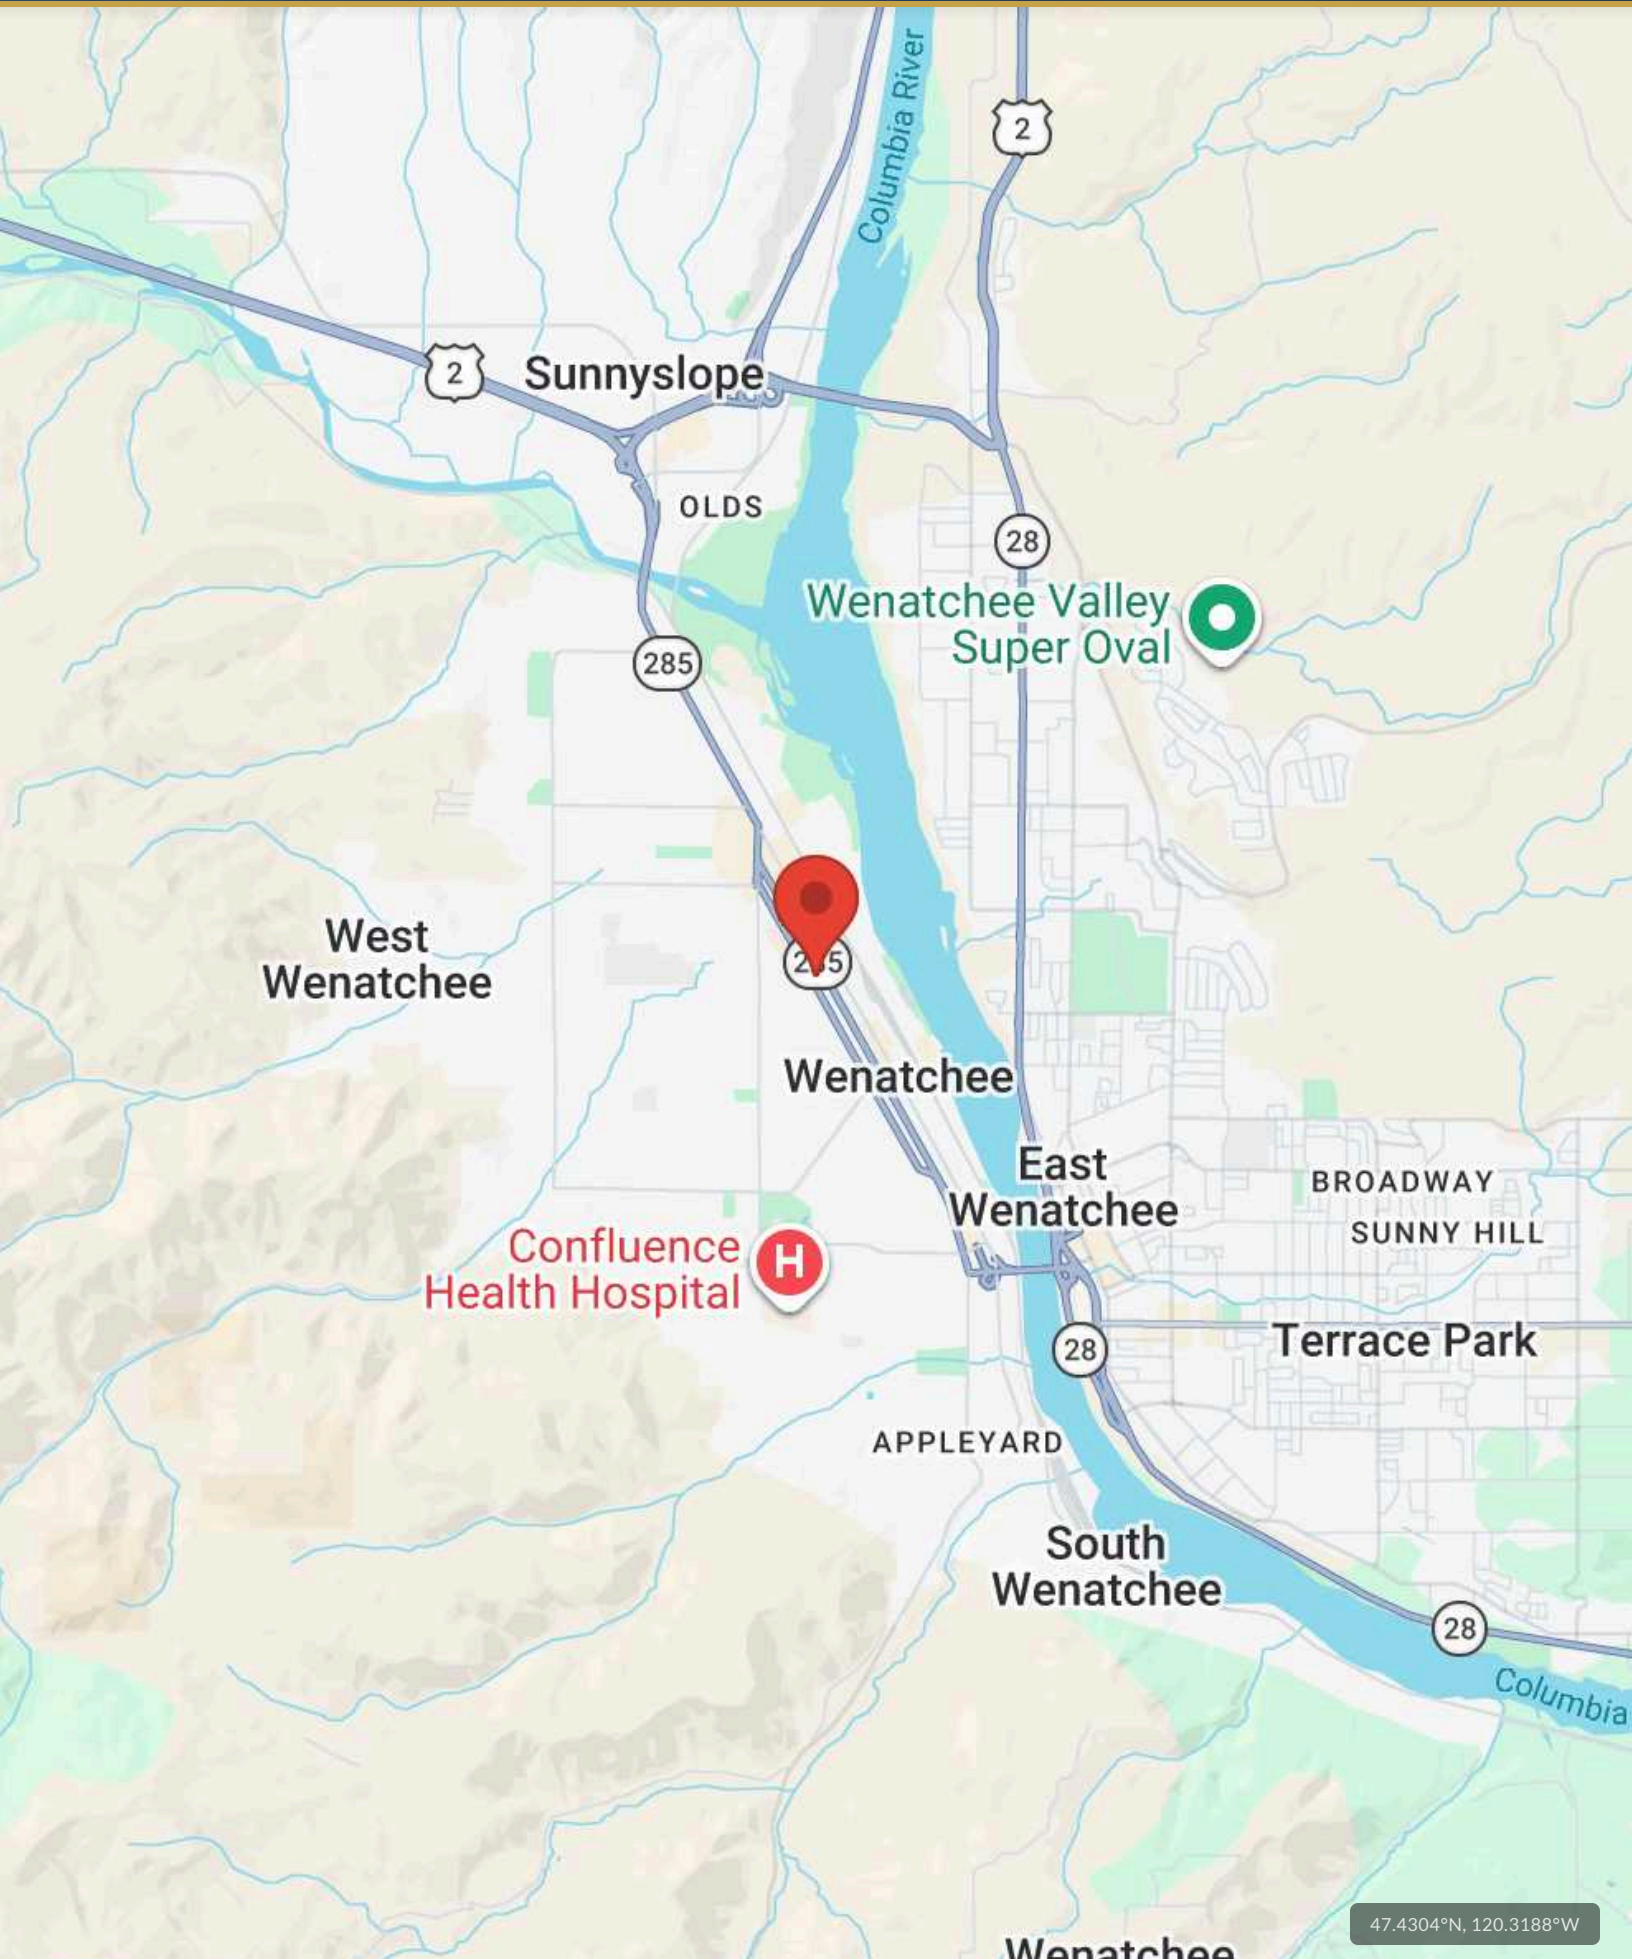 Columbia River
2
2
Sunnyslope
OLDS
28
Wenatchee Valley
Super Oval
285
West
Wenatchee
285
Wenatchee
East
Wenatchee
BROADWAY
SUNNY HILL
Confluence
Health Hospital
H
28
Terrace Park
APPLEYARD
South
Wenatchee
28
Columbia
47.4304°N, 120.3188°W
Wenatchee